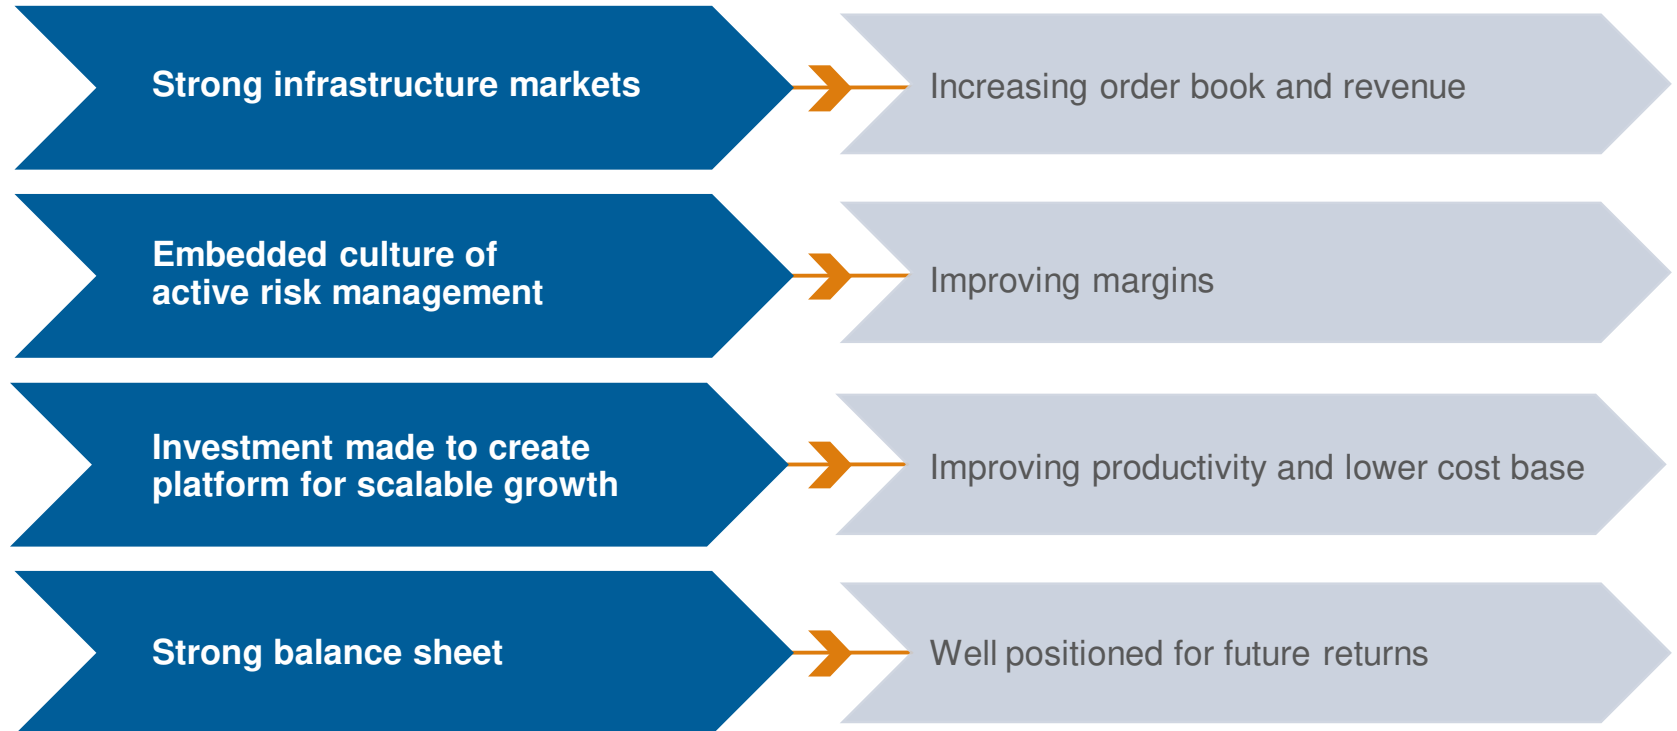 Strong infrastructure markets
Increasing order book and revenue
Embedded culture of
active risk management
Improving margins
Investment made to create
platform for scalable growth
Improving productivity and lower cost base
Strong balance sheet
Well positioned for future returns